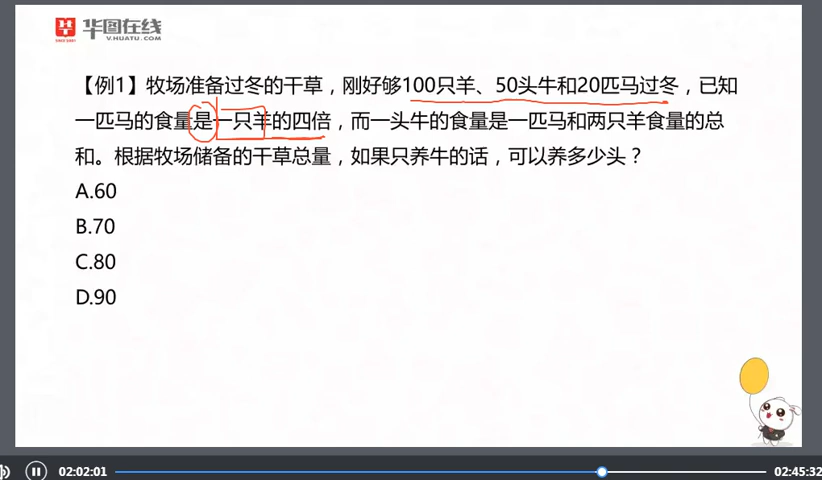 华图在线
V.HUATU.COM
【例1】牧场准备过冬的干草，刚好够100只羊、50头牛和20匹马过冬，已知
一匹马的食量是一只羊的四倍，而一头牛的食量是一匹马和两只羊食量的总
和。根据牧场储备的干草总量，如果只养牛的话，可以养多少头？
A.60
B.70
C.80
D.90
02:02:01
02:45:32